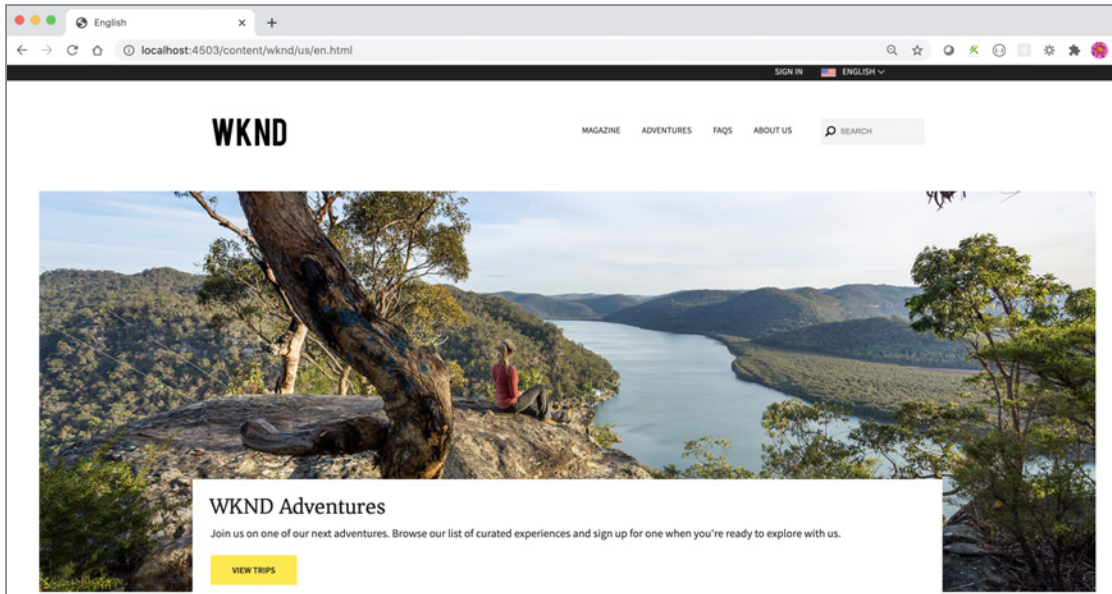 English
localhost:4503/content/wknd/us/en.html
SIGN IN ENGLISH
WKND MAGAZINE ADVENTURES FAQS ABOUT US SEARCH
WKND Adventures
Join us on one of our next adventures. Browse our list of curated experiences and sign up for one when you're ready to explore with us.
VIEW TRIPS